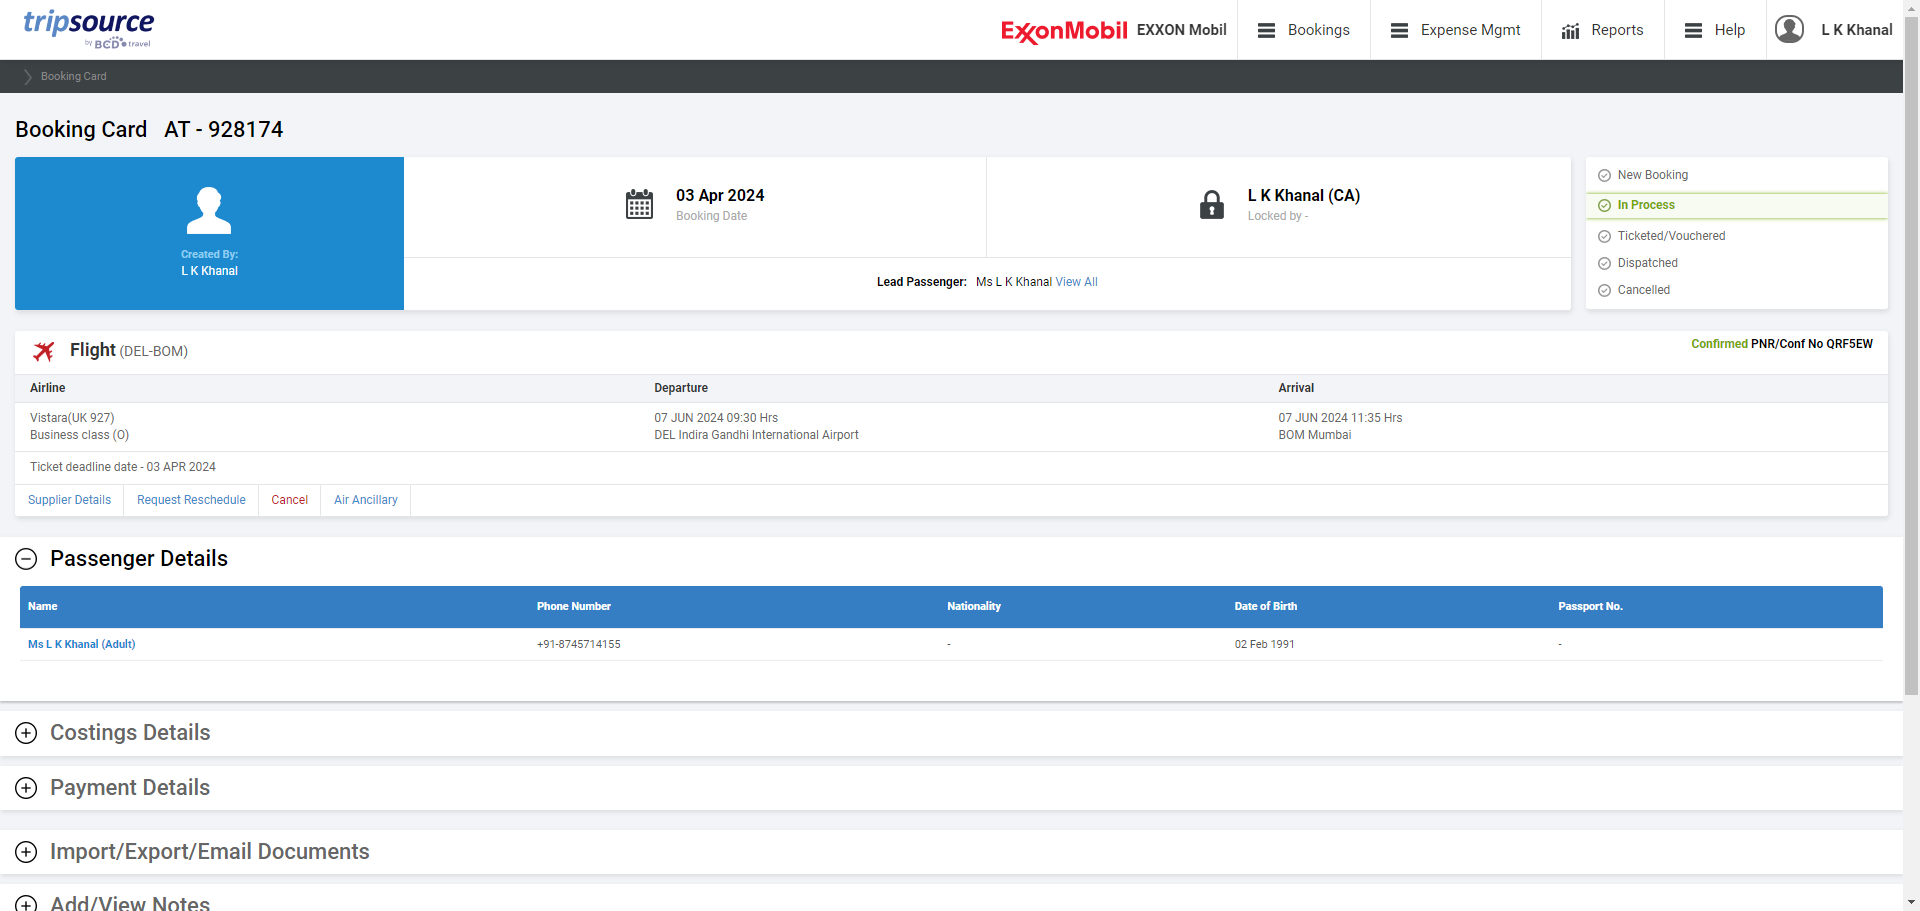 tripsource
by BCD travel
ExxonMobil EXXON Mobil
Bookings
Expense Mgmt
Reports
Help
L K Khanal
Booking Card
Booking Card AT - 928174
Created By:
L K Khanal
03 Apr 2024
Booking Date
L K Khanal (CA)
Locked by -
Lead Passenger: Ms L K Khanal View All
New Booking
In Process
Ticketed/Vouchered
Dispatched
Cancelled
Flight (DEL-BOM)
Confirmed PNR/Conf No QRF5EW
Airline Departure Arrival
Vistara(UK 927) 07 JUN 2024 09:30 Hrs 07 JUN 2024 11:35 Hrs
Business class (O) DEL Indira Gandhi International Airport BOM Mumbai
Ticket deadline date - 03 APR 2024
Supplier Details Request Reschedule Cancel Air Ancillary
Passenger Details
Name Phone Number Nationality Date of Birth Passport No.
Ms L K Khanal (Adult) +91-8745714155 - 02 Feb 1991 -
Costings Details
Payment Details
Import/Export/Email Documents
Add/View Notes